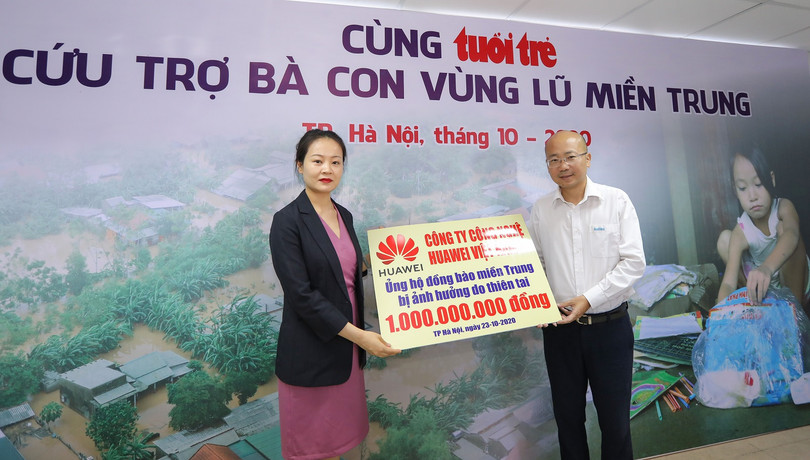 CÙNG tuổi trẻ
CỨU TRỢ BÀ CON VÙNG LŨ MIỀN TRUNG
TP. Hà Nội, tháng 10 - 2020
HUAWEI
CÔNG TY CÔNG NGHỆ
HUAWEI VIỆT
Ủng hộ đồng bào miền Trung
bị ảnh hưởng do thiên tai
1.000.000.000 đồng
TP Hà Nội, ngày 23-10-2020